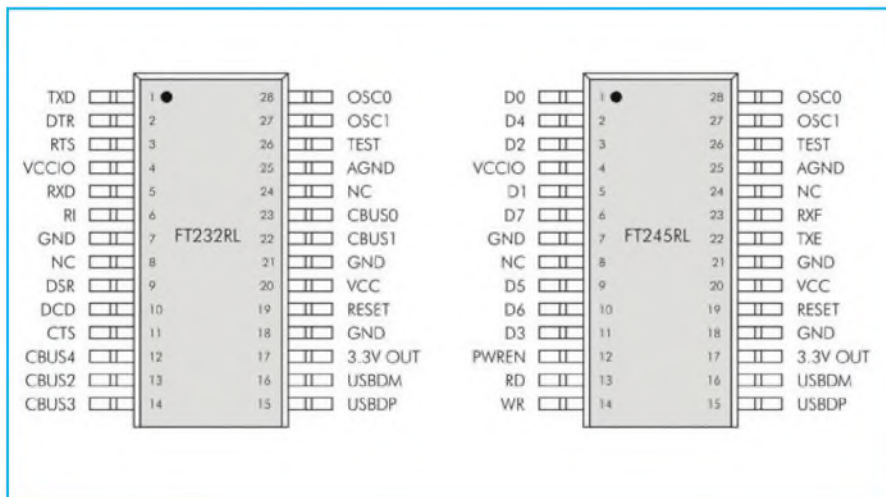 TXD 1 28 OSC0
DTR 2 27 OSC1
RTS 3 26 TEST
VCCIO 4 25 AGND
RXD 5 24 NC
RI 6 23 CBUS0
GND 7 FT232RL 22 CBUS1
NC 8 21 GND
DSR 9 20 VCC
DCD 10 19 RESET
CTS 11 18 GND
CBUS4 12 17 3.3V OUT
CBUS2 13 16 USBDM
CBUS3 14 15 USBDP
D0 1 28 OSC0
D4 2 27 OSC1
D2 3 26 TEST
VCCIO 4 25 AGND
D1 5 24 NC
D7 6 23 RXF
GND 7 FT245RL 22 TXE
NC 8 21 GND
D5 9 20 VCC
D6 10 19 RESET
D3 11 18 GND
PWREN 12 17 3.3V OUT
RD 13 16 USBDM
WR 14 15 USBDP